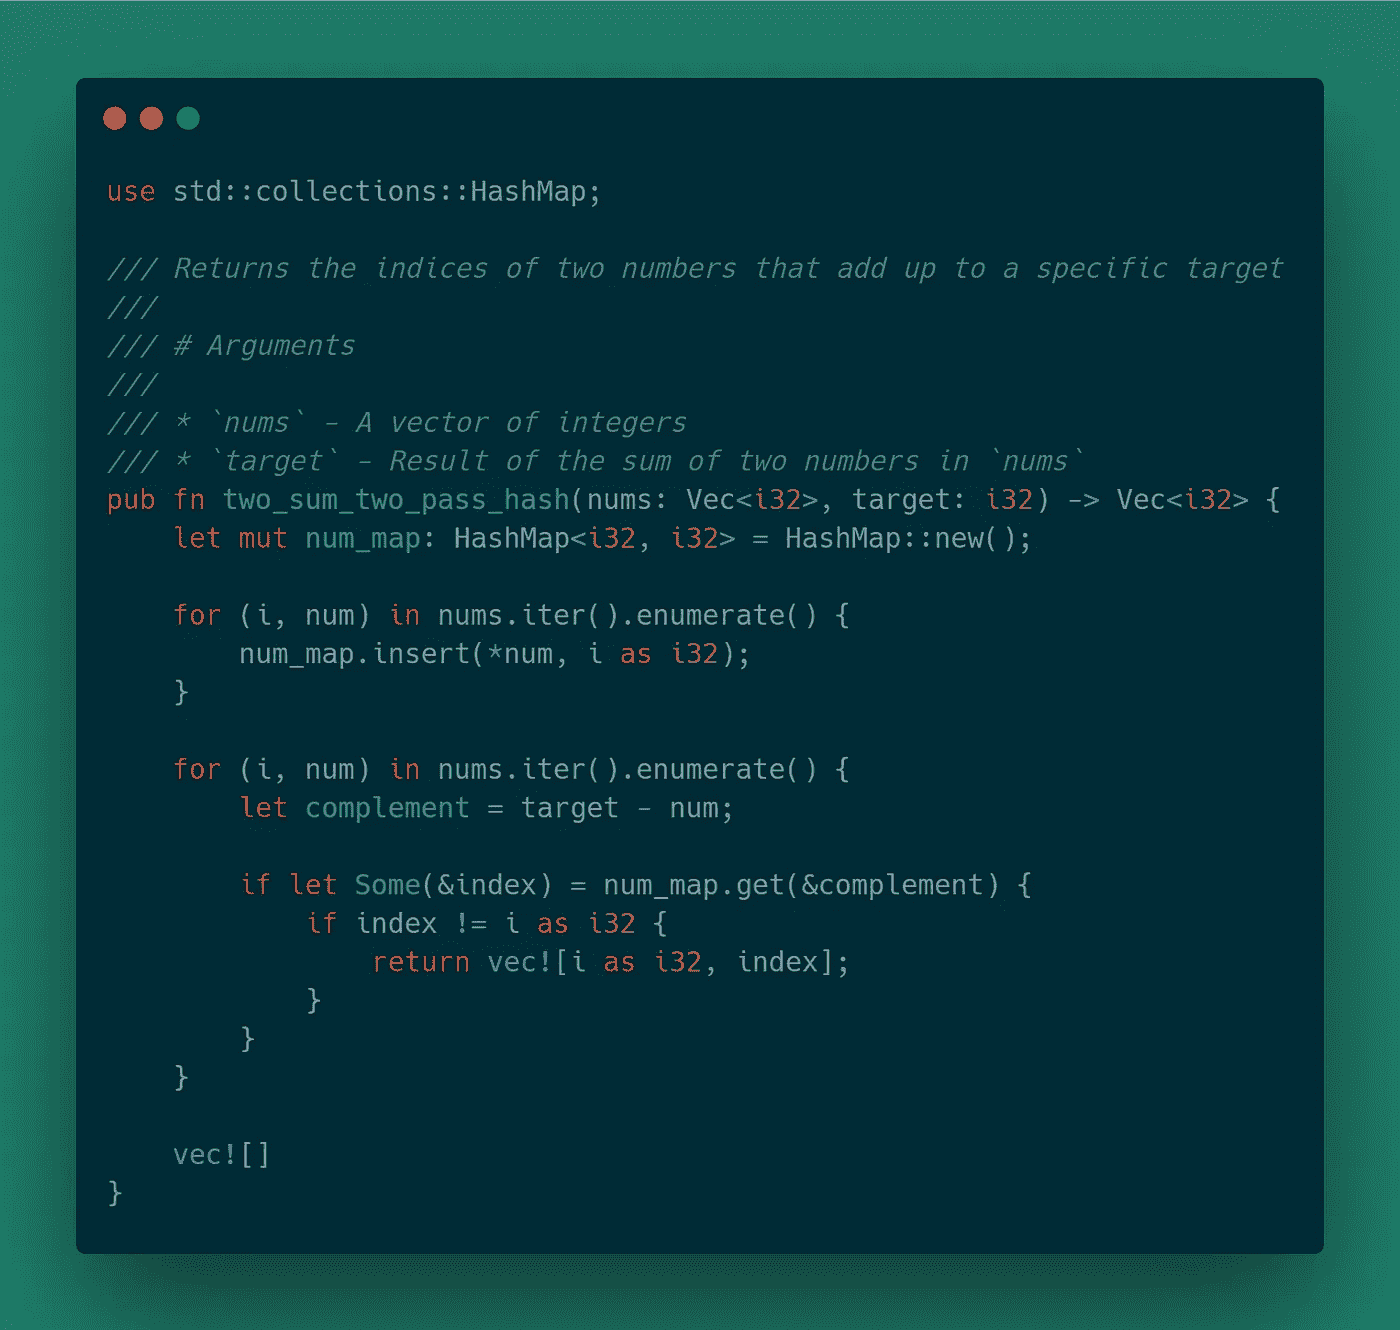 use std::collections::HashMap;

/// Returns the indices of two numbers that add up to a specific target
///
/// # Arguments
///
/// * `nums` - A vector of integers
/// * `target` - Result of the sum of two numbers in `nums`
pub fn two_sum_two_pass_hash(nums: Vec<i32>, target: i32) -> Vec<i32> {
    let mut num_map: HashMap<i32, i32> = HashMap::new();

    for (i, num) in nums.iter().enumerate() {
        num_map.insert(*num, i as i32);
    }

    for (i, num) in nums.iter().enumerate() {
        let complement = target - num;

        if let Some(&index) = num_map.get(&complement) {
            if index != i as i32 {
                return vec![i as i32, index];
            }
        }
    }

    vec![]
}